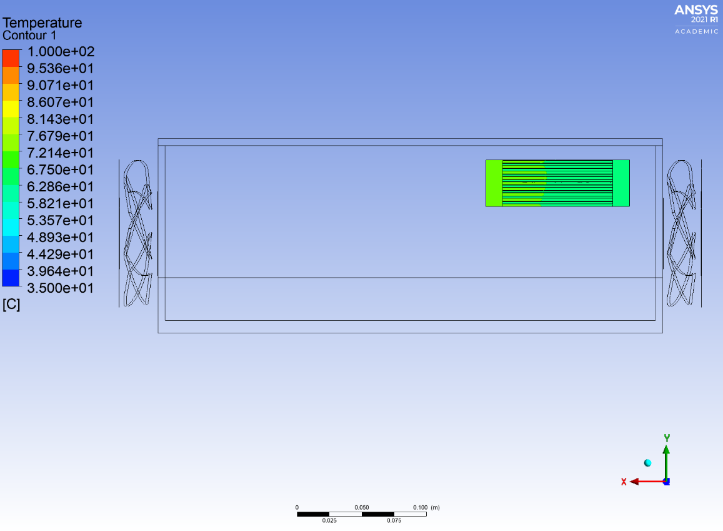 ANSYS
2021 R1
ACADEMIC
Temperature
Contour 1
1.000e+02
9.536e+01
9.071e+01
8.607e+01
8.143e+01
7.679e+01
7.214e+01
6.750e+01
6.286e+01
5.821e+01
5.357e+01
4.893e+01
4.429e+01
3.964e+01
3.500e+01
[C]
Y
X
0 0.050 0.100 (m)
0.025 0.075